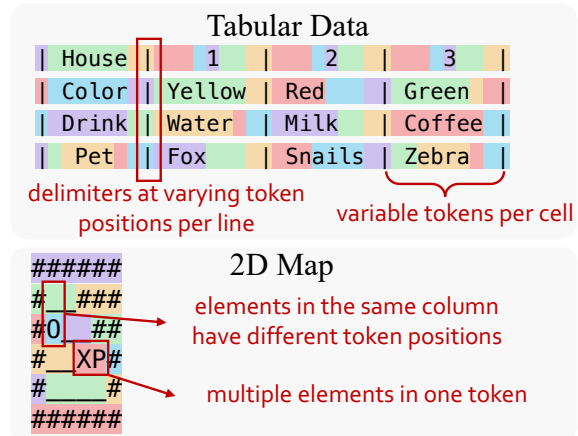 Tabular Data
| House | 1 | 2 | 3 |
| Color | Yellow | Red | Green |
| Drink | Water | Milk | Coffee |
| Pet | Fox | Snails | Zebra |
delimiters at varying token
positions per line
variable tokens per cell
2D Map
######
#__###
#O__##
#__XP#
#____#
######
elements in the same column
have different token positions
multiple elements in one token